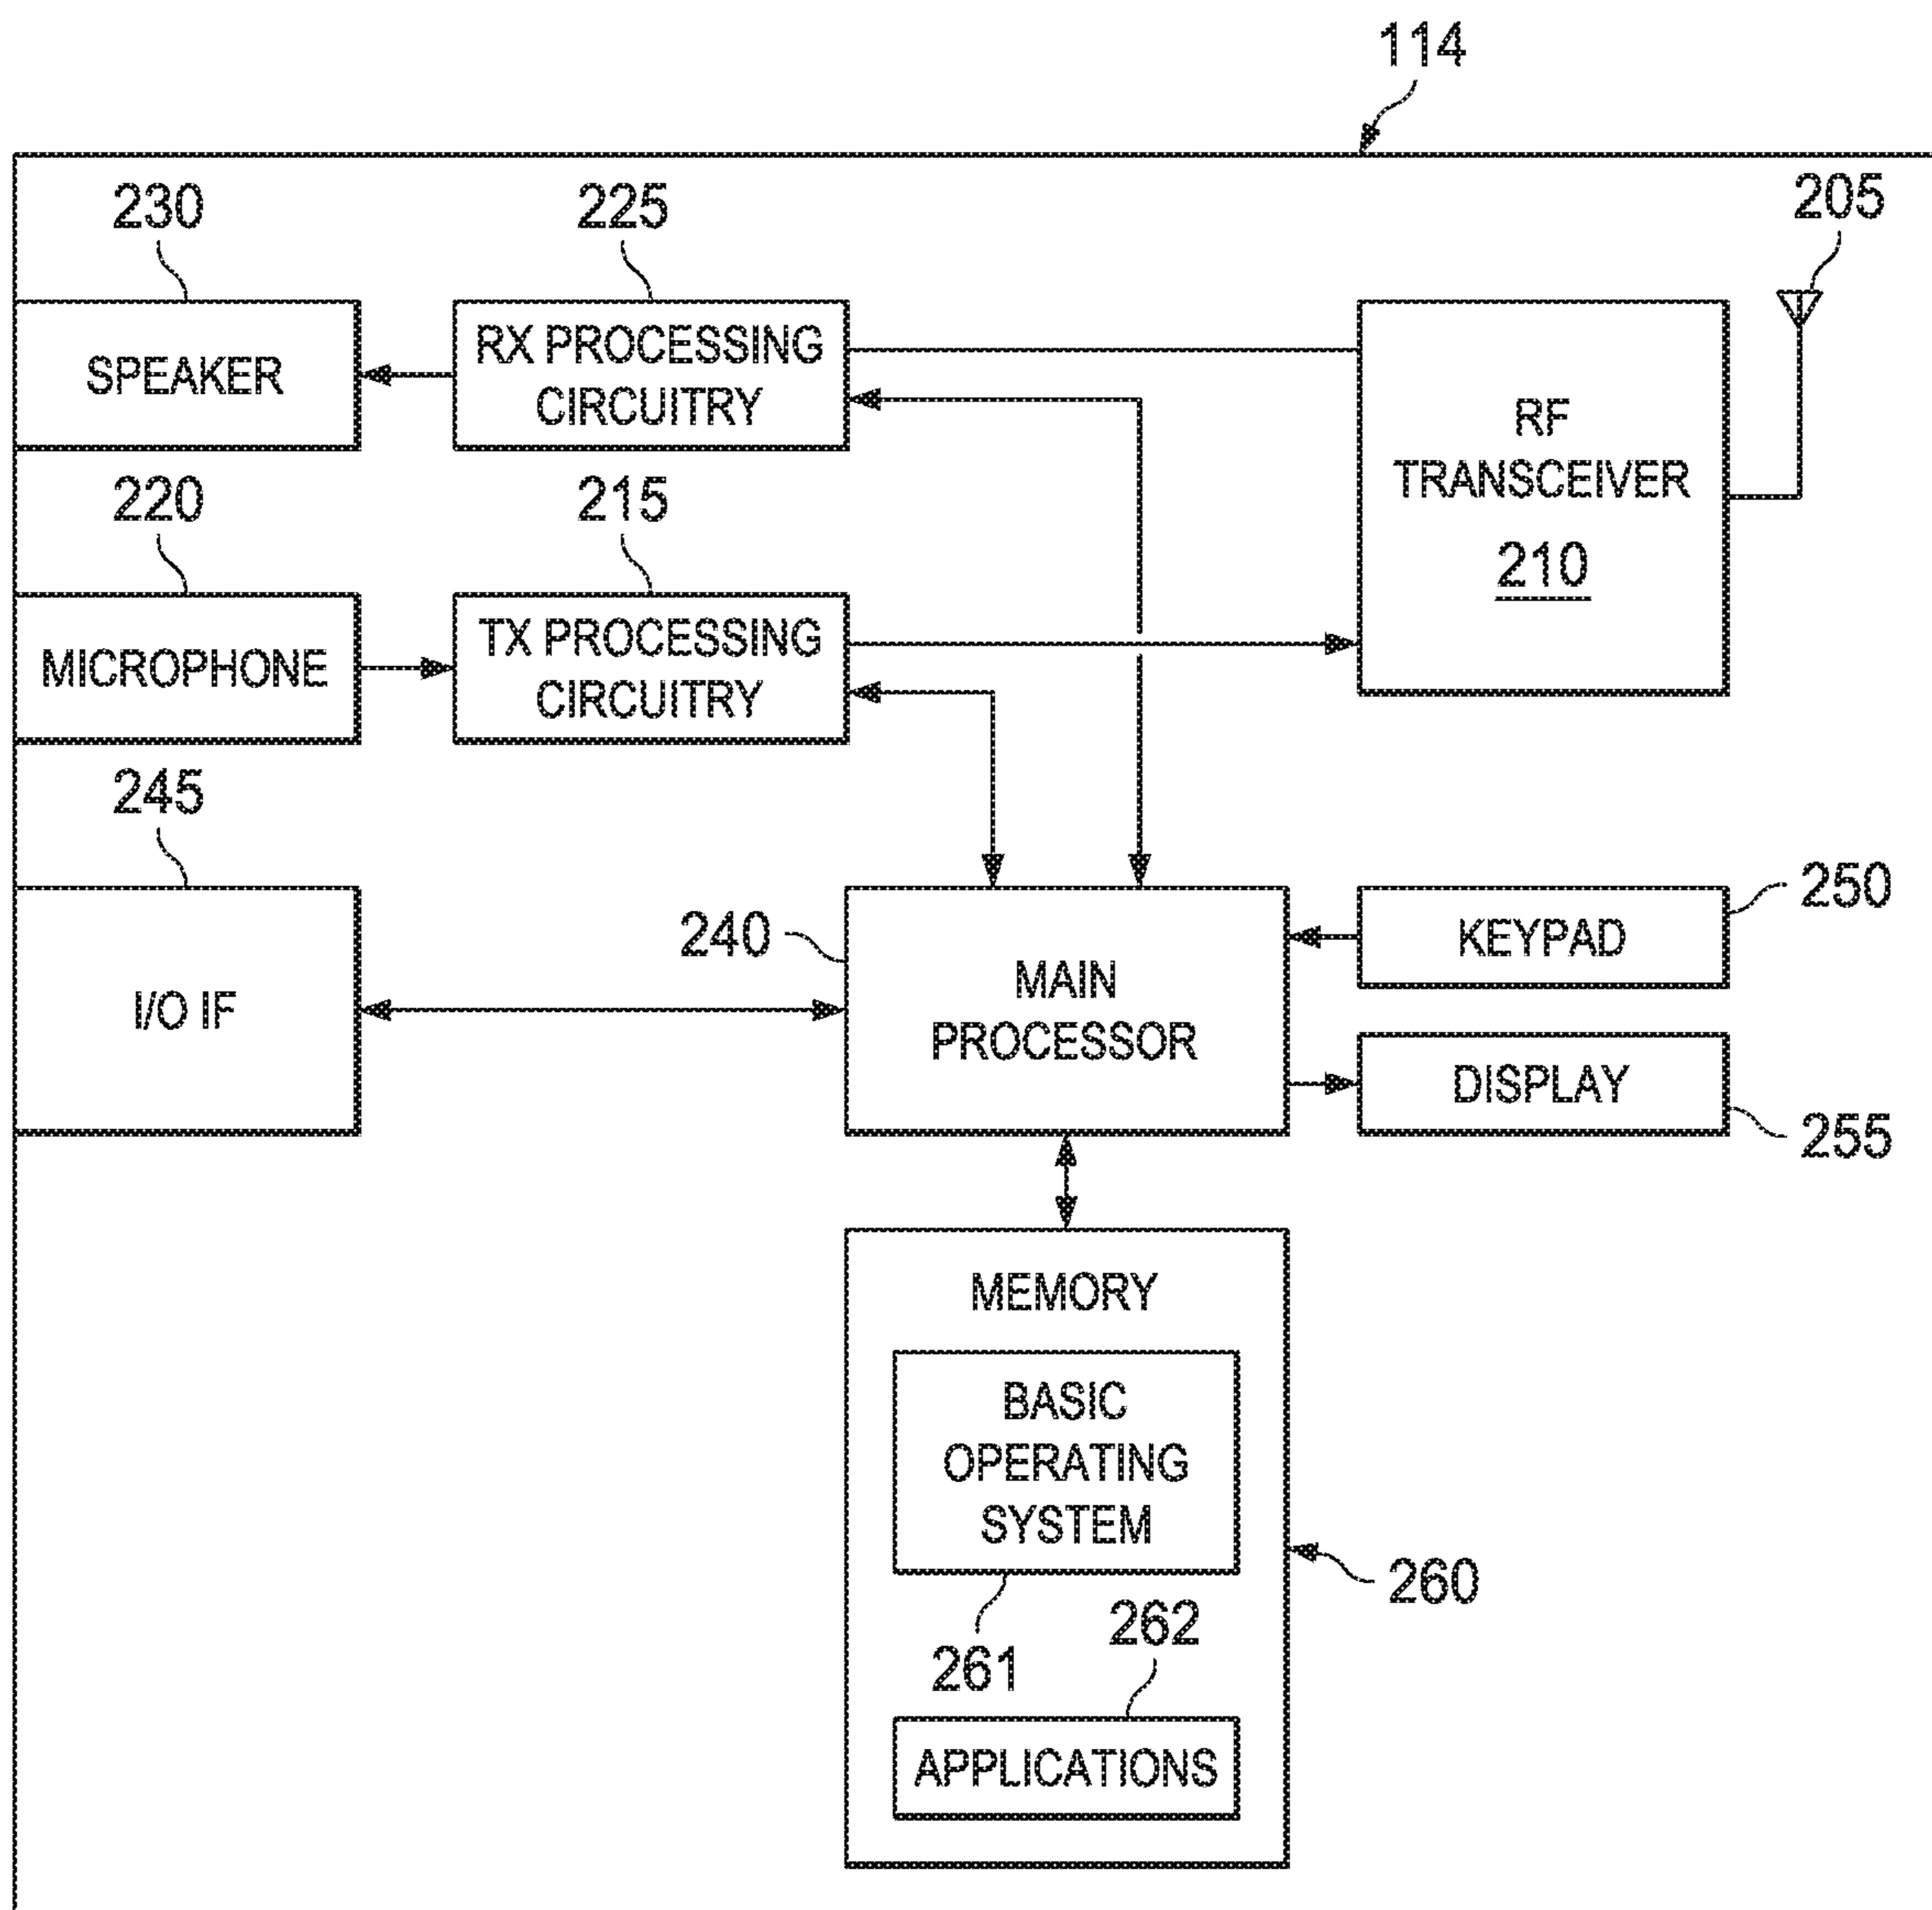 114
205
230
225
SPEAKER
RX PROCESSING
CIRCUITRY
RF
TRANSCEIVER
210
220
215
MICROPHONE
TX PROCESSING
CIRCUITRY
245
I/O IF
240
MAIN
PROCESSOR
KEYPAD
250
DISPLAY
255
MEMORY
BASIC
OPERATING
SYSTEM
261
260
262
APPLICATIONS